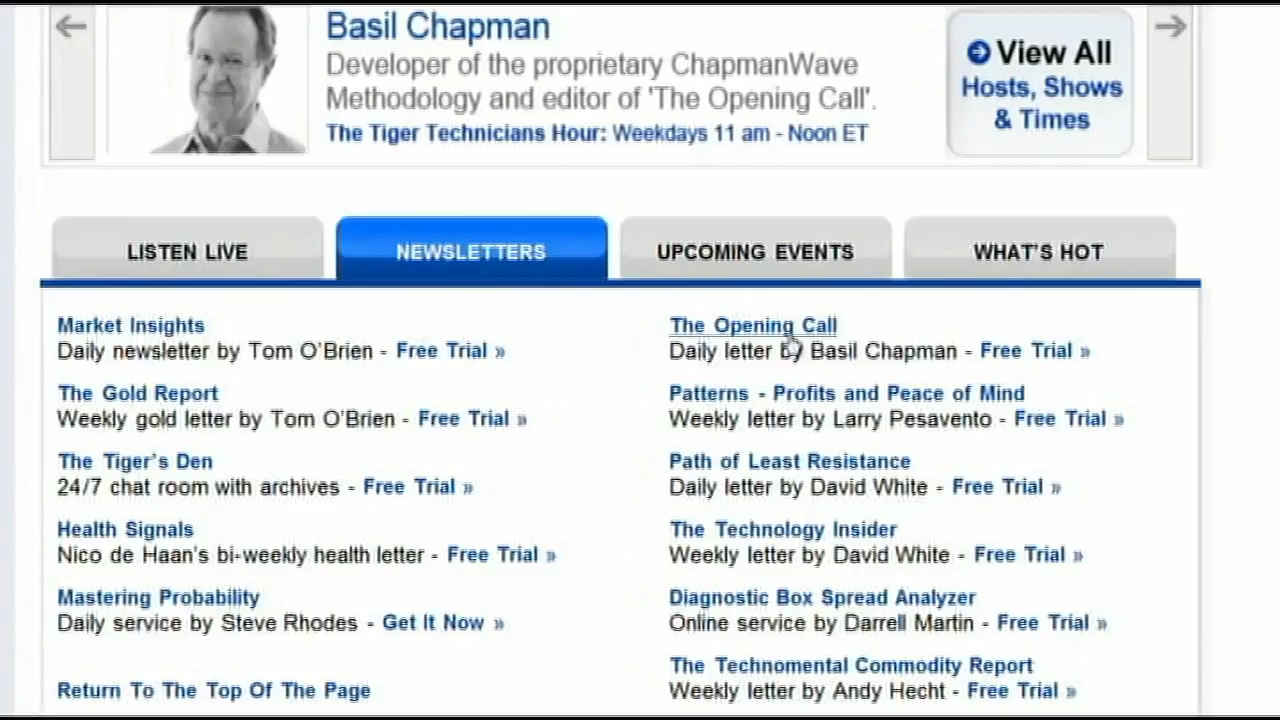 Basil Chapman
Developer of the proprietary ChapmanWave
Methodology and editor of 'The Opening Call'.
The Tiger Technicians Hour: Weekdays 11 am - Noon ET
View All
Hosts, Shows
& Times
LISTEN LIVE
NEWSLETTERS
UPCOMING EVENTS
WHAT'S HOT
Market Insights
Daily newsletter by Tom O'Brien - Free Trial »
The Gold Report
Weekly gold letter by Tom O'Brien - Free Trial »
The Tiger's Den
24/7 chat room with archives - Free Trial »
Health Signals
Nico de Haan's bi-weekly health letter - Free Trial »
Mastering Probability
Daily service by Steve Rhodes - Get It Now »
Return To The Top Of The Page
The Opening Call
Daily letter by Basil Chapman - Free Trial »
Patterns - Profits and Peace of Mind
Weekly letter by Larry Pesavento - Free Trial »
Path of Least Resistance
Daily letter by David White - Free Trial »
The Technology Insider
Weekly letter by David White - Free Trial »
Diagnostic Box Spread Analyzer
Online service by Darrell Martin - Free Trial »
The Technomental Commodity Report
Weekly letter by Andy Hecht - Free Trial »